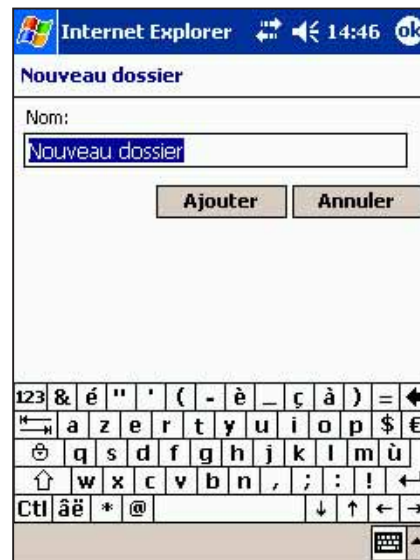 Internet Explorer 14:46 ok
Nouveau dossier
Nom:
Nouveau dossier
Ajouter Annuler
123 & é " ' ( - è _ ç à ) =
a z e r t y u i o p $ €
q s d f g h j k l m ù
w x c v b n , ; : !
Ctl âë * @ ↓ ↑ ← →